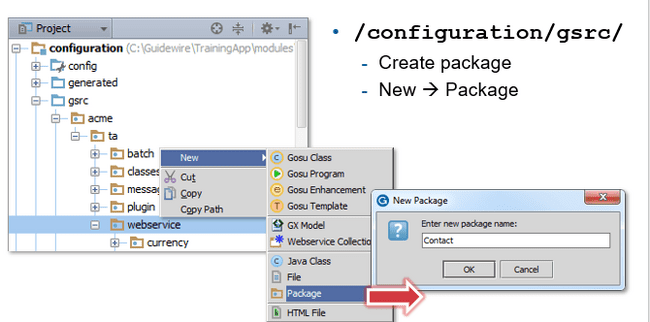 Project
configuration (C:\Guidewire\TrainingApp\modules
config
generated
gsrc
acme
ta
batch
classes
messa
plugin
webservice
currency
New
Cut
Copy
Copy Path
Gosu Class
Gosu Program
Gosu Enhancement
Gosu Template
GX Model
Webservice Collectio
Java Class
File
Package
HTML File
New Package
Enter new package name:
Contact
OK
Cancel
• /configuration/gsrc/
- Create package
- New → Package